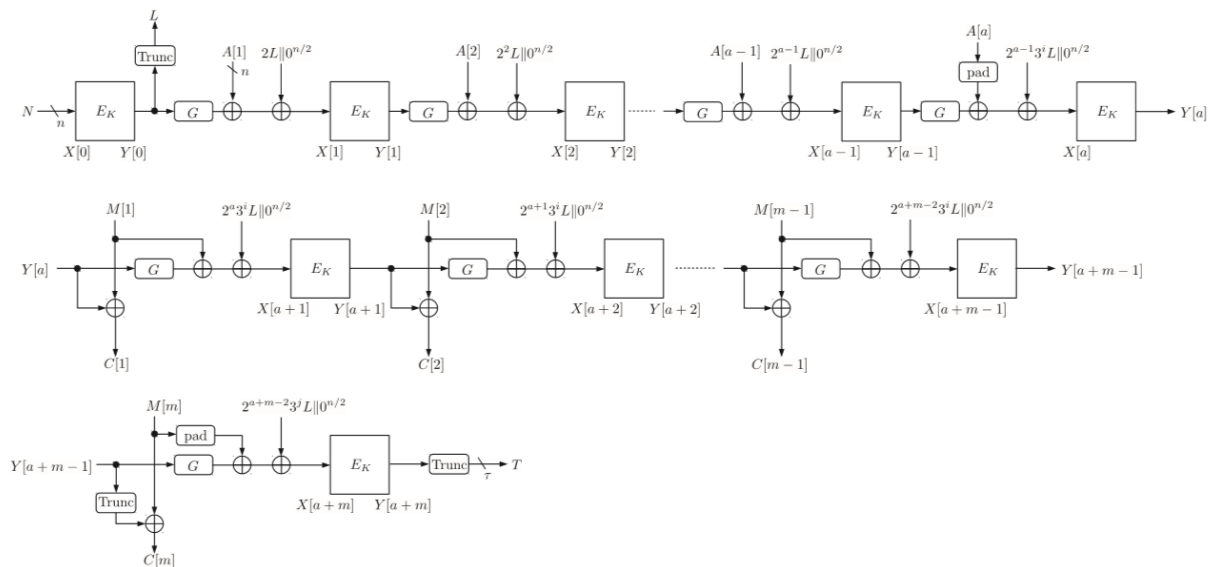 L
Trunc
A[1] 2L‖0^{n/2} A[2] 2²L‖0^{n/2} A[a−1] 2^{a−1}L‖0^{n/2} A[a] 2^{a−1}3^iL‖0^{n/2}
n pad
N n E_K G E_K G E_K G E_K G E_K Y[a]
X[0] Y[0] X[1] Y[1] X[2] Y[2] X[a−1] Y[a−1] X[a]
M[1] 2^a3^iL‖0^{n/2} M[2] 2^{a+1}3^iL‖0^{n/2} M[m−1] 2^{a+m−2}3^iL‖0^{n/2}
Y[a] G E_K G E_K G E_K Y[a+m−1]
X[a+1] Y[a+1] X[a+2] Y[a+2] X[a+m−1]
C[1] C[2] C[m−1]
M[m] 2^{a+m−2}3^jL‖0^{n/2}
pad
Y[a+m−1] G E_K Trunc τ T
Trunc X[a+m] Y[a+m]
C[m]